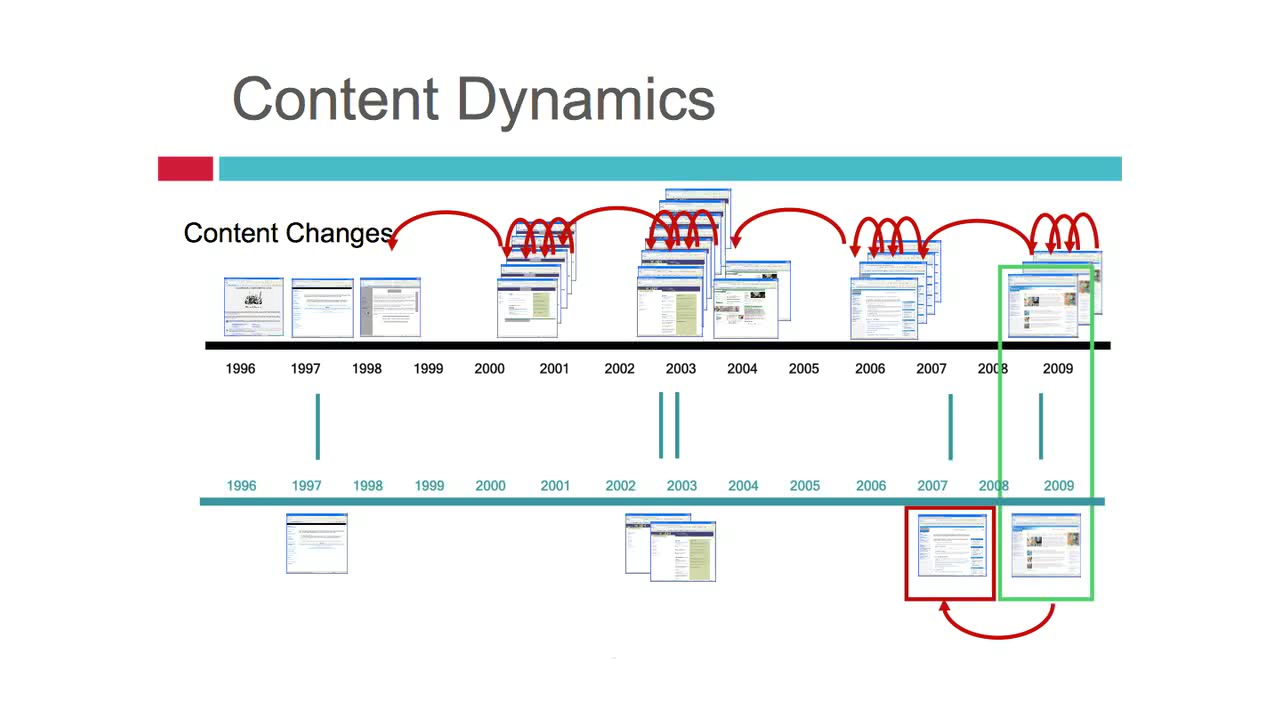 Content Dynamics
Content Changes
1996 1997 1998 1999 2000 2001 2002 2003 2004 2005 2006 2007 2008 2009
1996 1997 1998 1999 2000 2001 2002 2003 2004 2005 2006 2007 2008 2009